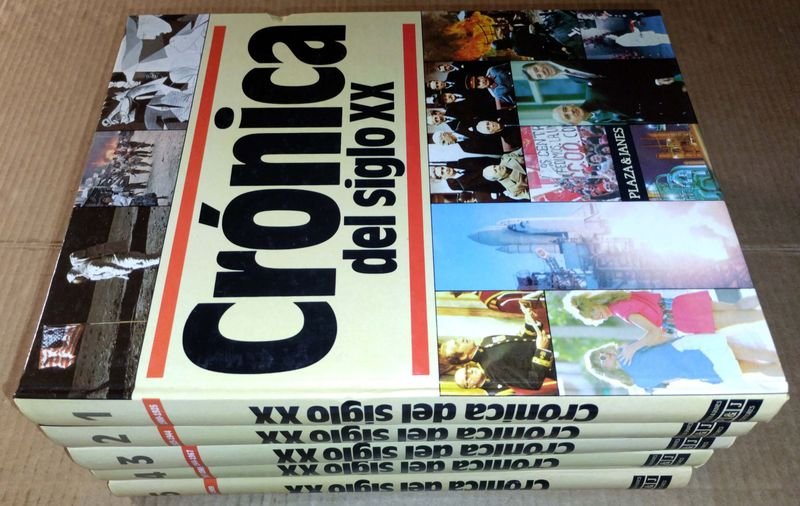 Crónica
del siglo XX
PLAZA & JANES
1
Crónica del siglo XX
2
Crónica del siglo XX
3
Crónica del siglo XX
4
Crónica del siglo XX
5
Crónica del siglo XX